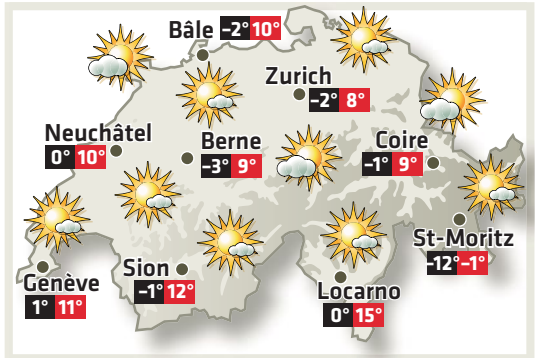 Bâle -2° 10°
Zurich
-2° 8°
Neuchâtel
0° 10°
Berne
-3° 9°
Coire
-1° 9°
St-Moritz
-12° -1°
Genève
1° 11°
Sion
-1° 12°
Locarno
0° 15°